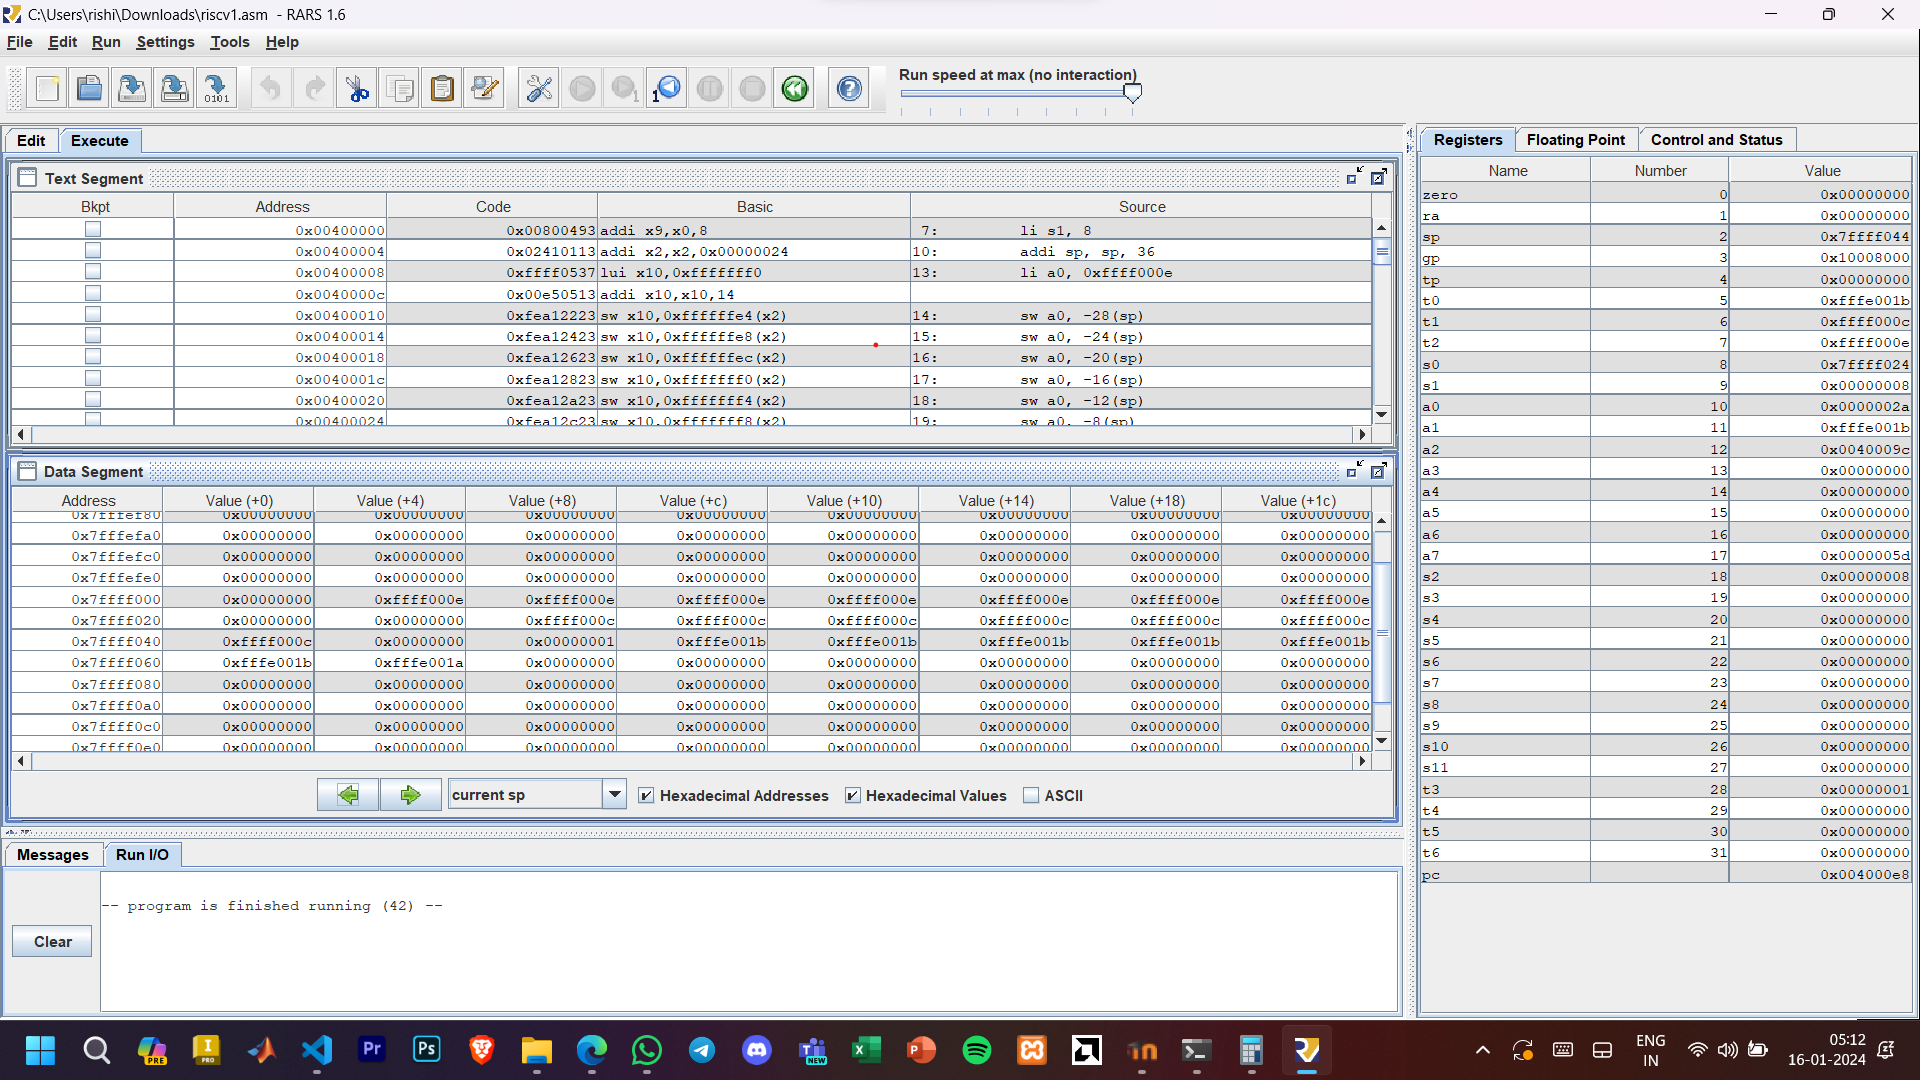 C:\Users\rishi\Downloads\riscv1.asm - RARS 1.6
File Edit Run Settings Tools Help
Run speed at max (no interaction)
Edit Execute
Text Segment
Bkpt Address Code Basic Source
0x00400000 0x00800493 addi x9,x0,8 7: li s1, 8
0x00400004 0x02410113 addi x2,x2,0x00000024 10: addi sp, sp, 36
0x00400008 0xffff0537 lui x10,0xfffffff0 13: li a0, 0xffff000e
0x0040000c 0x00e50513 addi x10,x10,14
0x00400010 0xfea12223 sw x10,0xffffffe4(x2) 14: sw a0, -28(sp)
0x00400014 0xfea12423 sw x10,0xffffffe8(x2) 15: sw a0, -24(sp)
0x00400018 0xfea12623 sw x10,0xffffffec(x2) 16: sw a0, -20(sp)
0x0040001c 0xfea12823 sw x10,0xfffffff0(x2) 17: sw a0, -16(sp)
0x00400020 0xfea12a23 sw x10,0xfffffff4(x2) 18: sw a0, -12(sp)
0x00400024 0xfea12c23 sw x10,0xfffffff8(x2) 19: sw a0, -8(sp)
Data Segment
Address Value (+0) Value (+4) Value (+8) Value (+c) Value (+10) Value (+14) Value (+18) Value (+1c)
0x7fffef80 0x00000000 0x00000000 0x00000000 0x00000000 0x00000000 0x00000000 0x00000000 0x00000000
0x7fffefa0 0x00000000 0x00000000 0x00000000 0x00000000 0x00000000 0x00000000 0x00000000 0x00000000
0x7fffefc0 0x00000000 0x00000000 0x00000000 0x00000000 0x00000000 0x00000000 0x00000000 0x00000000
0x7fffefe0 0x00000000 0x00000000 0x00000000 0x00000000 0x00000000 0x00000000 0x00000000 0x00000000
0x7ffff000 0x00000000 0xffff000e 0xffff000e 0xffff000e 0xffff000e 0xffff000e 0xffff000e 0xffff000e
0x7ffff020 0x00000000 0x00000000 0xffff000c 0xffff000c 0xffff000c 0xffff000c 0xffff000c 0xffff000c
0x7ffff040 0xffff000c 0x00000000 0x00000001 0xfffe001b 0xfffe001b 0xfffe001b 0xfffe001b 0xfffe001b
0x7ffff060 0xfffe001b 0xfffe001a 0x00000000 0x00000000 0x00000000 0x00000000 0x00000000 0x00000000
0x7ffff080 0x00000000 0x00000000 0x00000000 0x00000000 0x00000000 0x00000000 0x00000000 0x00000000
0x7ffff0a0 0x00000000 0x00000000 0x00000000 0x00000000 0x00000000 0x00000000 0x00000000 0x00000000
0x7ffff0c0 0x00000000 0x00000000 0x00000000 0x00000000 0x00000000 0x00000000 0x00000000 0x00000000
0x7ffff0e0 0x00000000 0x00000000 0x00000000 0x00000000 0x00000000 0x00000000 0x00000000 0x00000000
current sp Hexadecimal Addresses Hexadecimal Values ASCII
Messages Run I/O
-- program is finished running (42) --
Clear
Registers Floating Point Control and Status
Name Number Value
zero 0 0x00000000
ra 1 0x00000000
sp 2 0x7ffff044
gp 3 0x10008000
tp 4 0x00000000
t0 5 0xfffe001b
t1 6 0xffff000c
t2 7 0xffff000e
s0 8 0x7ffff024
s1 9 0x00000008
a0 10 0x0000002a
a1 11 0xfffe001b
a2 12 0x0040009c
a3 13 0x00000000
a4 14 0x00000000
a5 15 0x00000000
a6 16 0x00000000
a7 17 0x0000005d
s2 18 0x00000008
s3 19 0x00000000
s4 20 0x00000000
s5 21 0x00000000
s6 22 0x00000000
s7 23 0x00000000
s8 24 0x00000000
s9 25 0x00000000
s10 26 0x00000000
s11 27 0x00000000
t3 28 0x00000001
t4 29 0x00000000
t5 30 0x00000000
t6 31 0x00000000
pc 0x004000e8
ENG
IN
05:12
16-01-2024